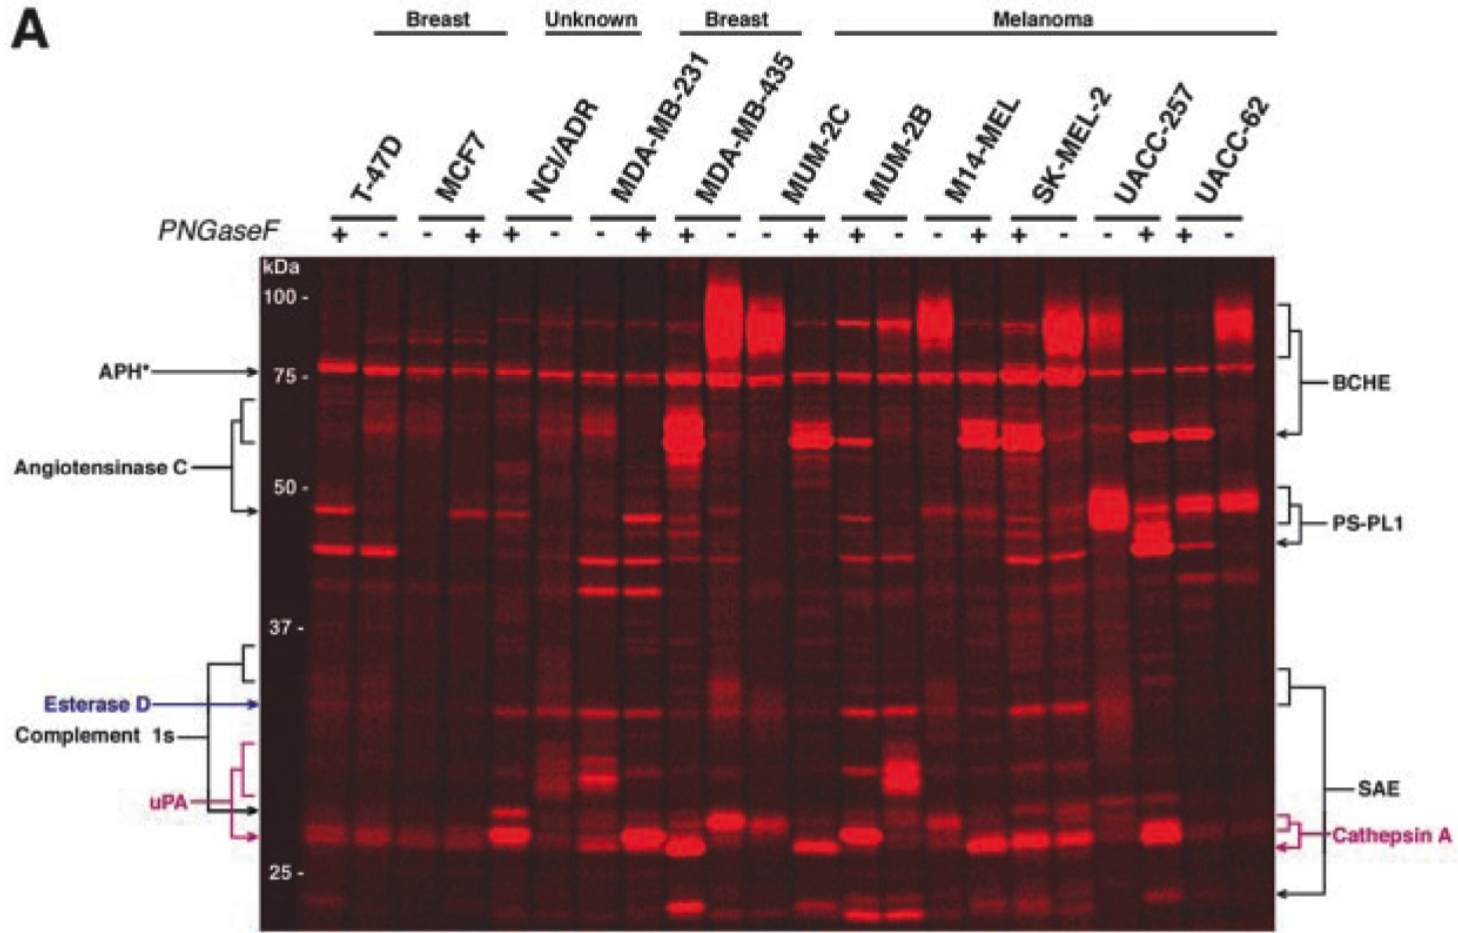 A
Breast Unknown Breast Melanoma
T-47D MCF7 NCI/ADR MDA-MB-231 MDA-MB-435 MUM-2C MUM-2B M14-MEL SK-MEL-2 UACC-257 UACC-62
PNGaseF + - - + + - - + + - - + + - - + + - - + + -
kDa
100 -
75 -
50 -
37 -
25 -
APH*
Angiotensinase C
Esterase D
Complement 1s
uPA
BCHE
PS-PL1
SAE
Cathepsin A